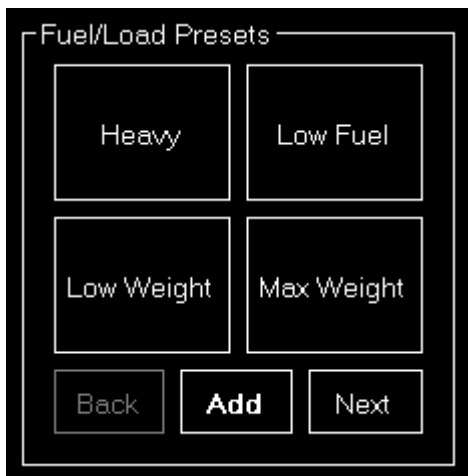 Fuel/Load Presets
Heavy
Low Fuel
Low Weight
Max Weight
Back
Add
Next